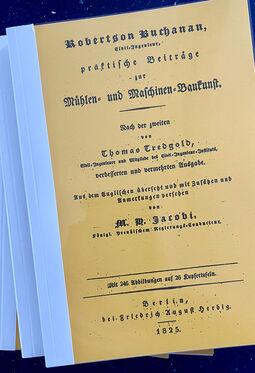 Robertson Buchanan,
Civil-Ingenieur,
praktische Beiträge
zur
Mühlen- und Maschinen-Baukunst.
Nach der zweiten
von
Thomas Tredgold,
Civil-Ingenieure und Mitgliede des Civil-Ingenieur-Instituts,
verbesserten und vermehrten Ausgabe.
Aus dem Englischen übersetzt und mit Zusätzen und
Anmerkungen versehen
von
M. H. Jacobi,
Königl. Preußischem Regierungs-Conducteur.
Mit 246 Abbildungen auf 26 Kupfertafeln.
Berlin,
bei Friedrich August Herbig.
1825.